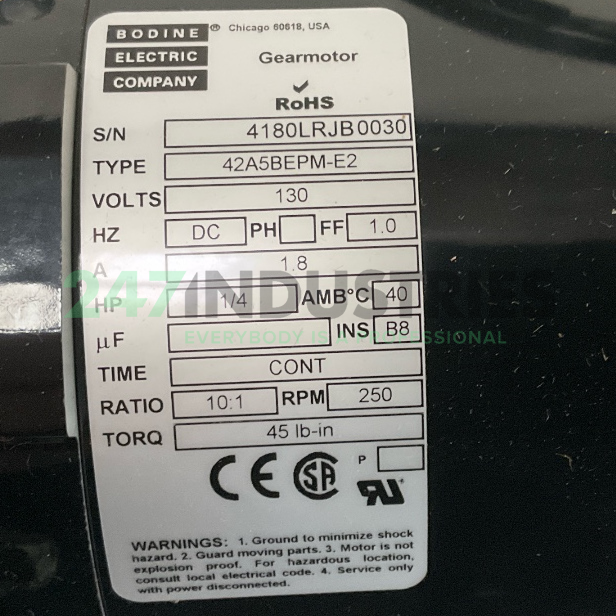 BODINE ® Chicago 60618, USA
ELECTRIC
COMPANY
Gearmotor
RoHS
S/N 4180LRJB0030
TYPE 42A5BEPM-E2
VOLTS 130
HZ DC PH FF 1.0
A 1.8
247INDUSTRIES
HP 1/4 AMB°C 40
EVERYBODY IS A PROFESSIONAL
µF INS B8
TIME CONT
RATIO 10:1 RPM 250
TORQ 45 lb-in
CE SA P
WARNINGS: 1. Ground to minimize shock
hazard. 2. Guard moving parts. 3. Motor is not
explosion proof. For hazardous location,
consult local electrical code. 4. Service only
with power disconnected.